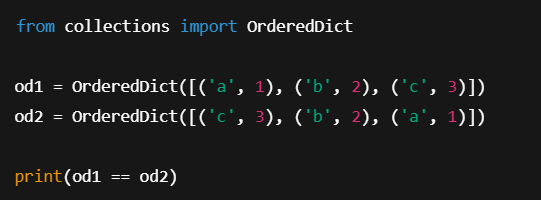 from collections import OrderedDict
od1 = OrderedDict([('a', 1), ('b', 2), ('c', 3)])
od2 = OrderedDict([('c', 3), ('b', 2), ('a', 1)])
print(od1 == od2)